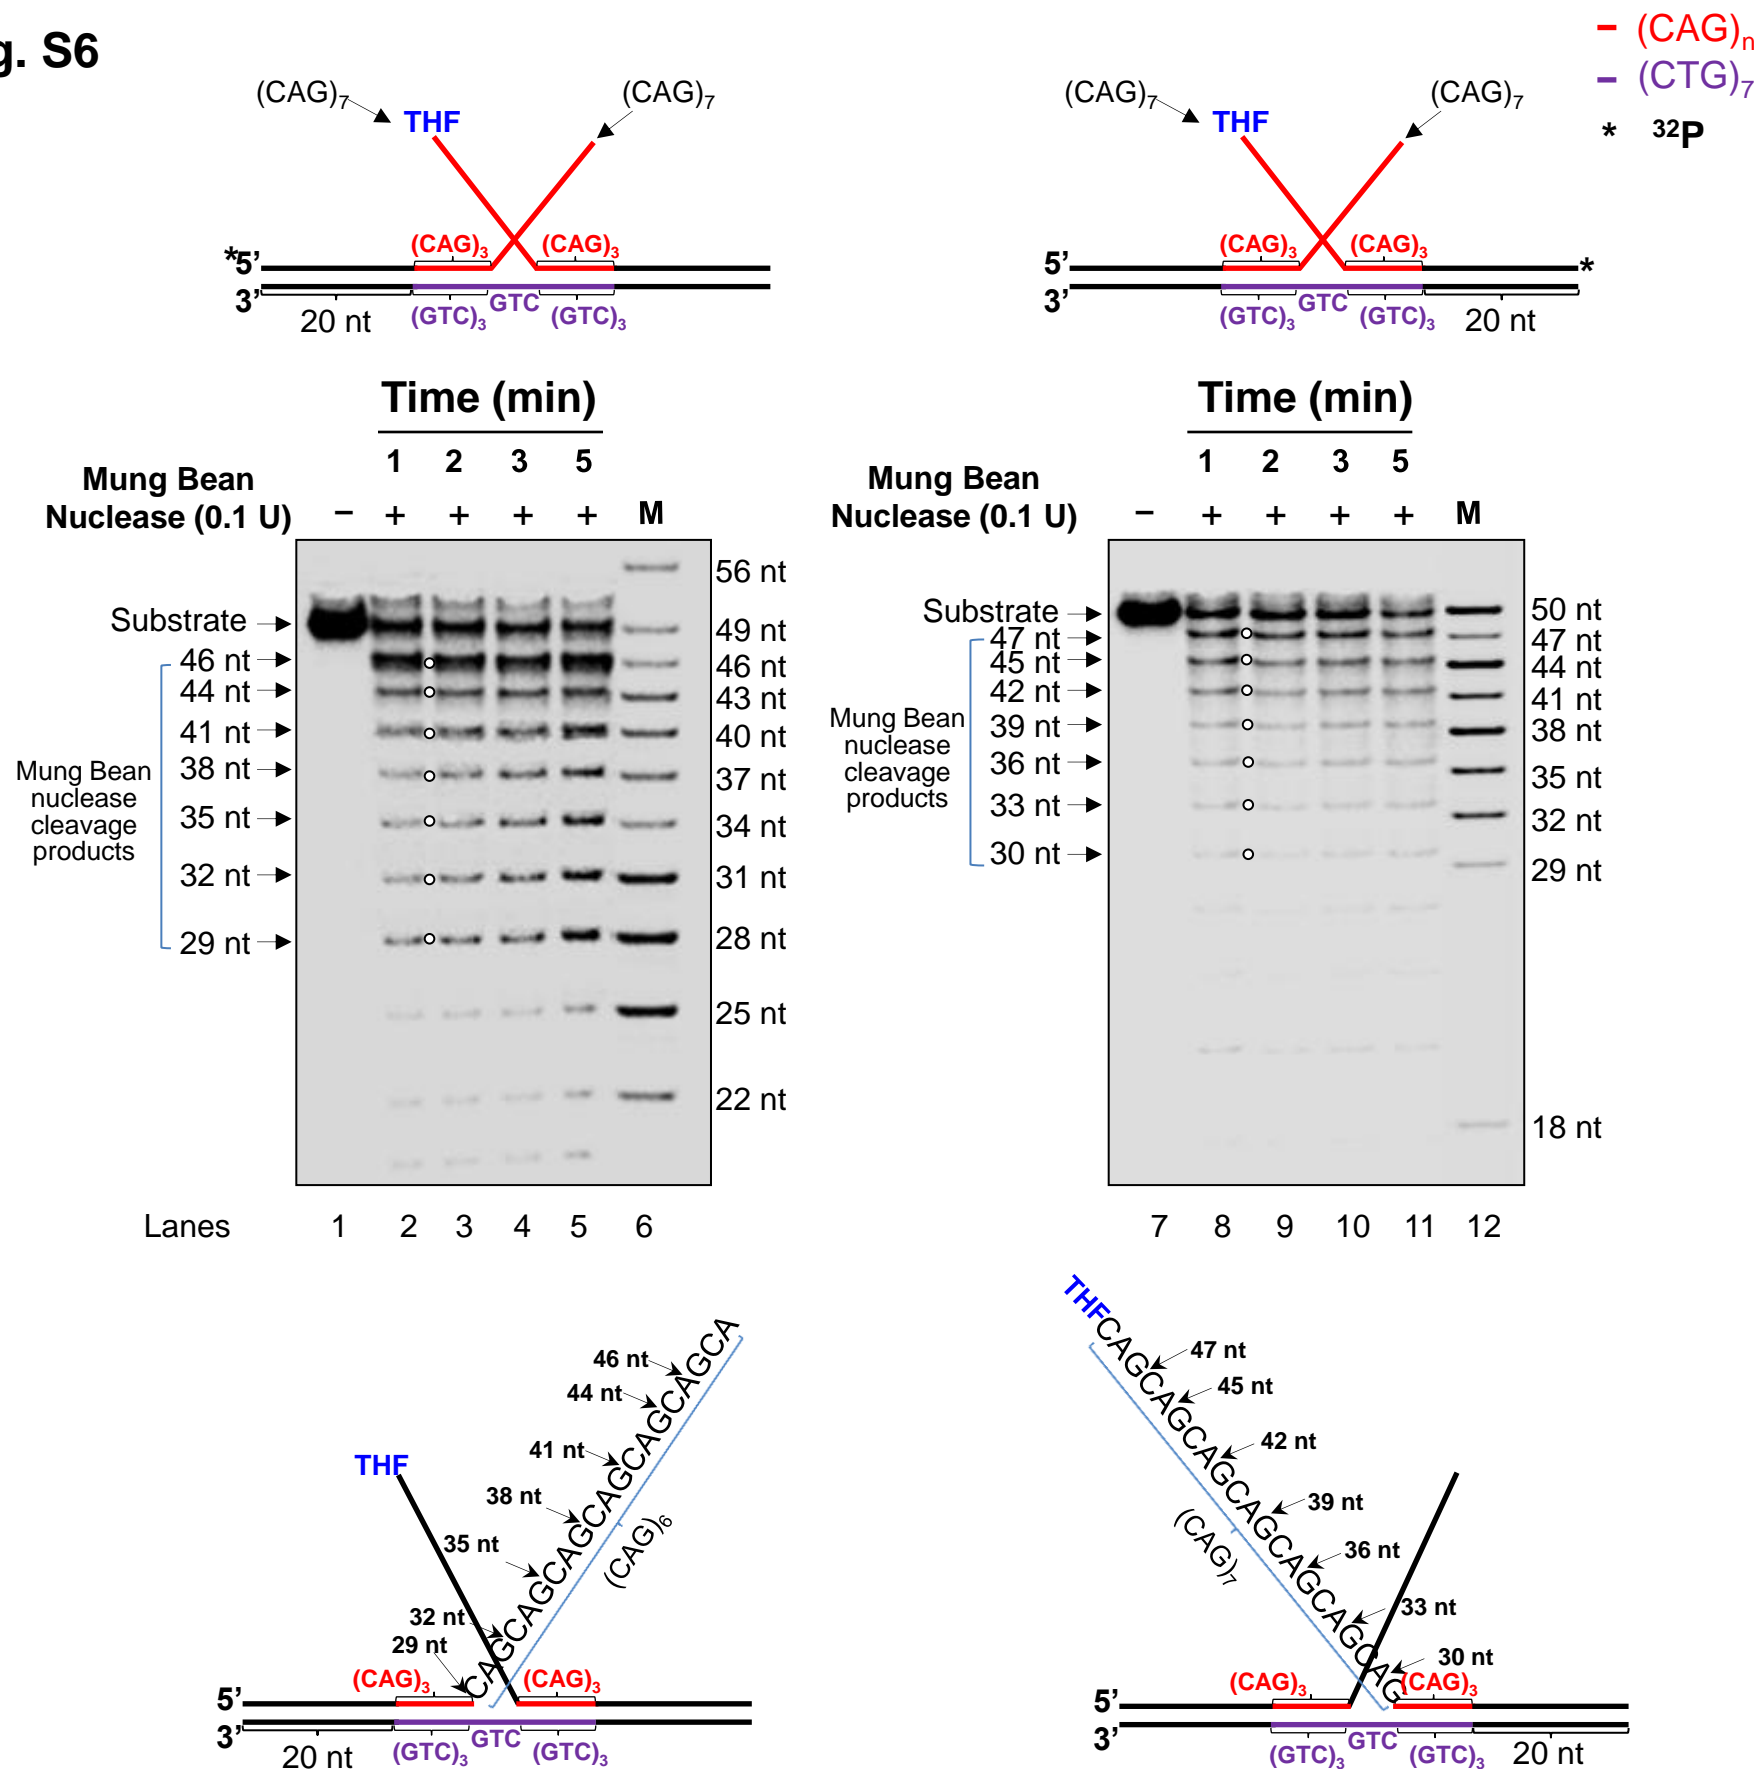 g. S6
(CAG)n
(CTG)7
* 32P
(CAG)7
THF
(CAG)7
(CAG)3
(CAG)3
*5’
3’
20 nt
(GTC)3
GTC
(GTC)3
(CAG)7
THF
(CAG)7
(CAG)3
(CAG)3
5’
*
3’
(GTC)3
GTC
(GTC)3
20 nt
Time (min)
1 2 3 5
Mung Bean
Nuclease (0.1 U)
− + + + + M
Substrate
46 nt
44 nt
41 nt
38 nt
35 nt
32 nt
29 nt
Mung Bean
nuclease
cleavage
products
56 nt
49 nt
46 nt
43 nt
40 nt
37 nt
34 nt
31 nt
28 nt
25 nt
22 nt
Time (min)
1 2 3 5
Mung Bean
Nuclease (0.1 U)
− + + + + M
Substrate
47 nt
45 nt
42 nt
39 nt
36 nt
33 nt
30 nt
Mung Bean
nuclease
cleavage
products
50 nt
47 nt
44 nt
41 nt
38 nt
35 nt
32 nt
29 nt
18 nt
Lanes 1 2 3 4 5 6 7 8 9 10 11 12
THF
CAGCAGCAGCAGCAGCAGCA
46 nt
44 nt
41 nt
38 nt
35 nt
32 nt
29 nt
(CAG)6
(CAG)3
(CAG)3
5’
3’
20 nt
(GTC)3
GTC
(GTC)3
THFCAGCAGCAGCAGCAGCAGCAG
47 nt
45 nt
42 nt
39 nt
36 nt
33 nt
30 nt
(CAG)7
(CAG)3
(CAG)3
5’
3’
(GTC)3
GTC
(GTC)3
20 nt